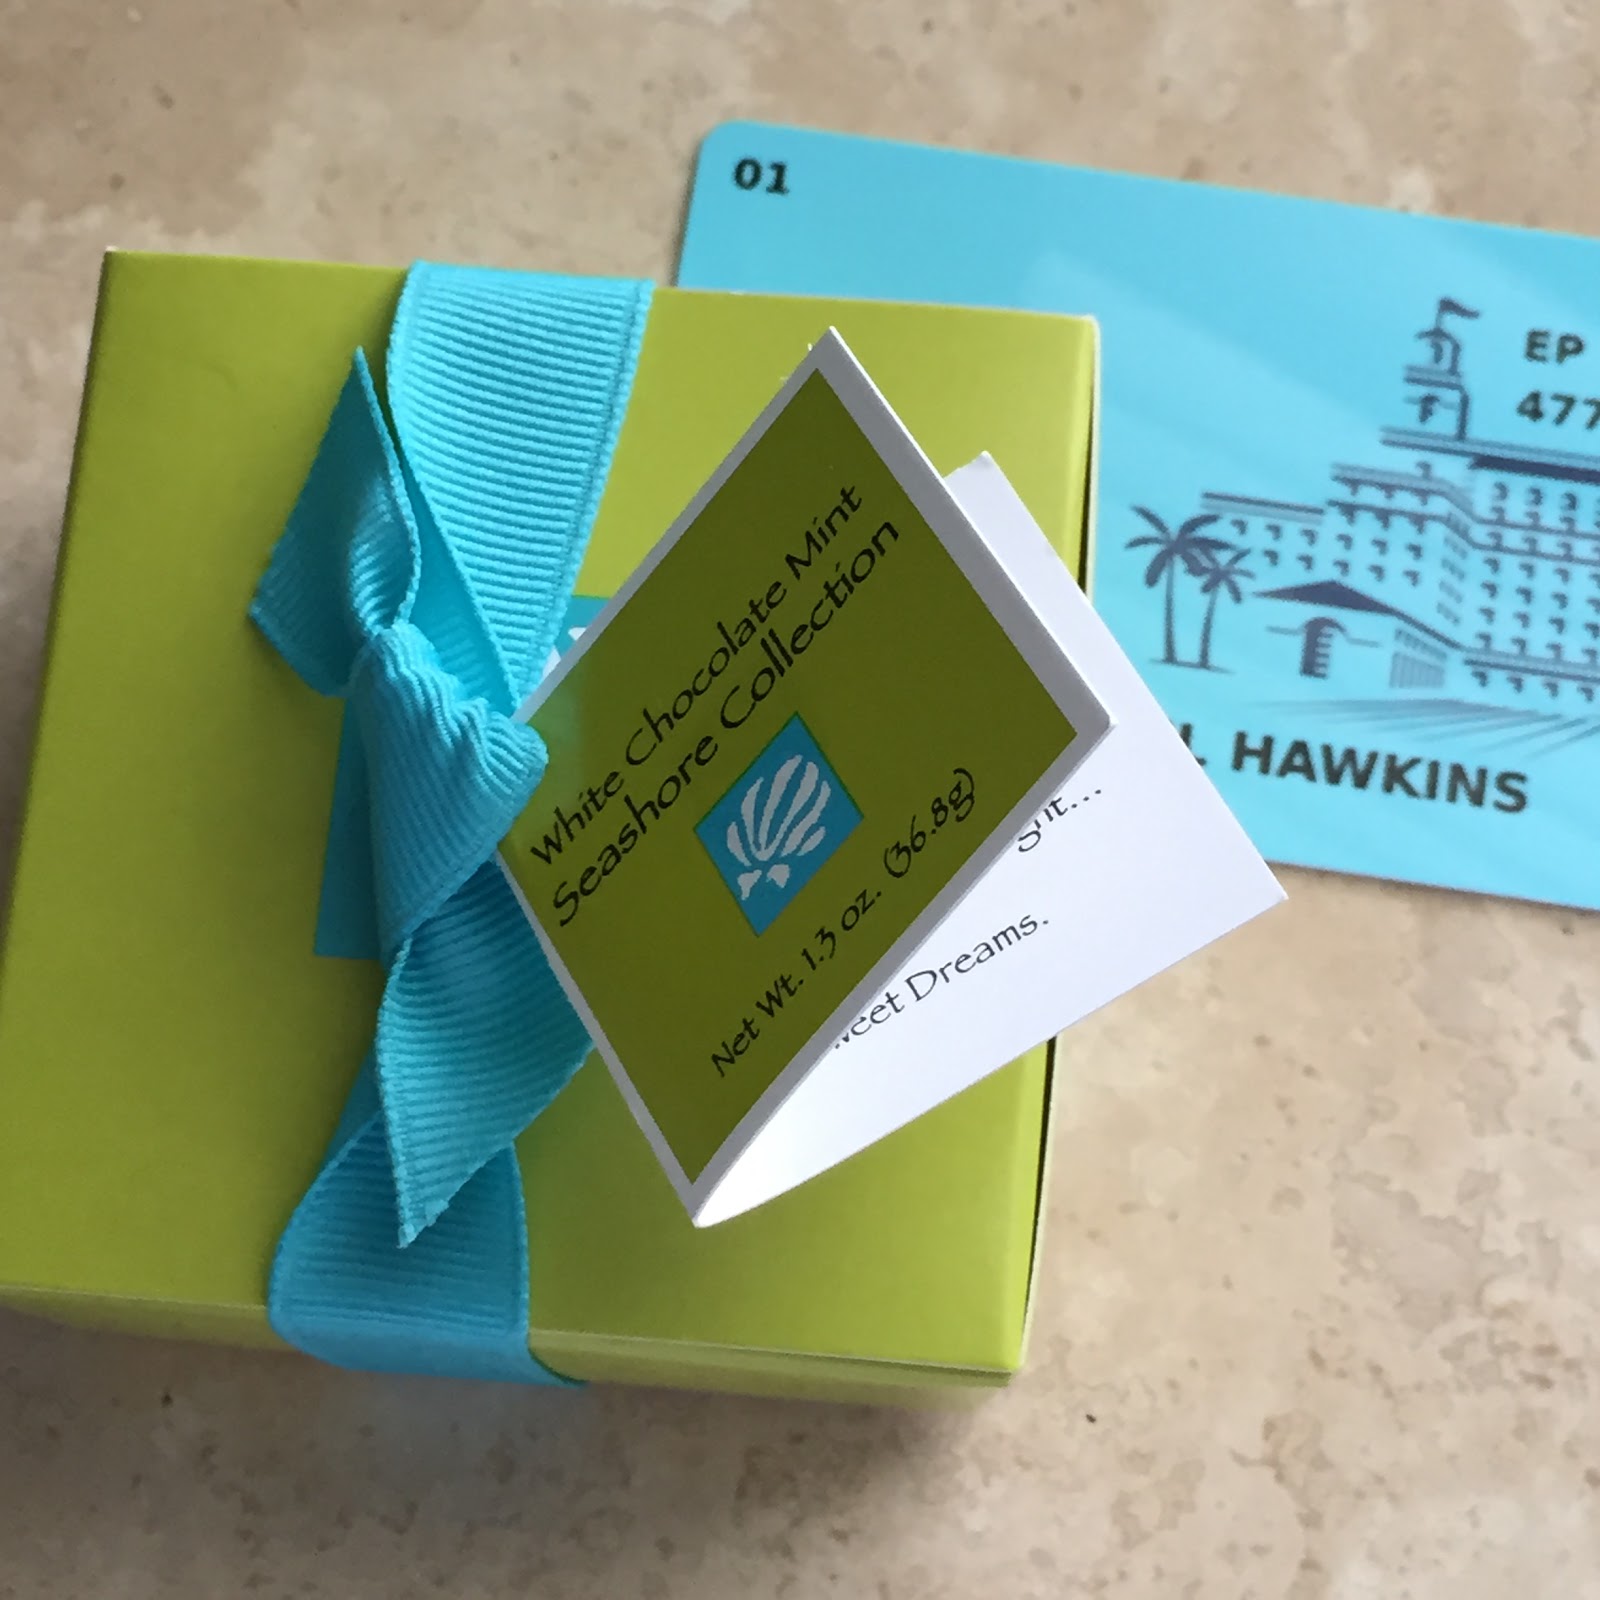 01
EP
477
HAWKINS
White Chocolate Mint
Seashore Collection
Net Wt. 1.3 oz. (36.8g)
Dreams.